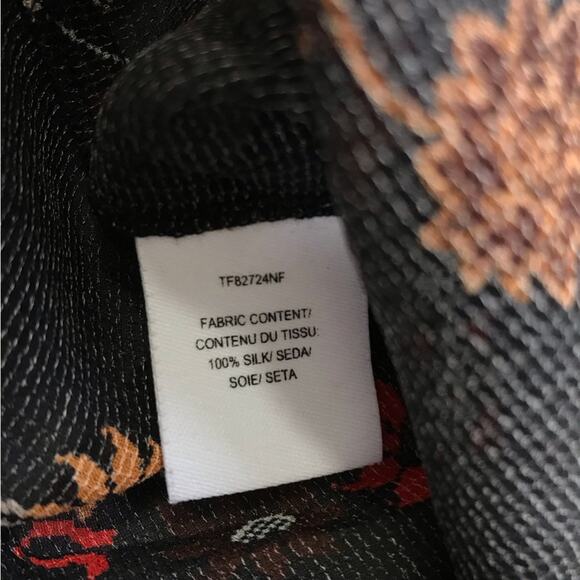 TF82724NF
FABRIC CONTENT/
CONTENU DU TISSU:
100% SILK/ SEDA/
SOIE/ SETA